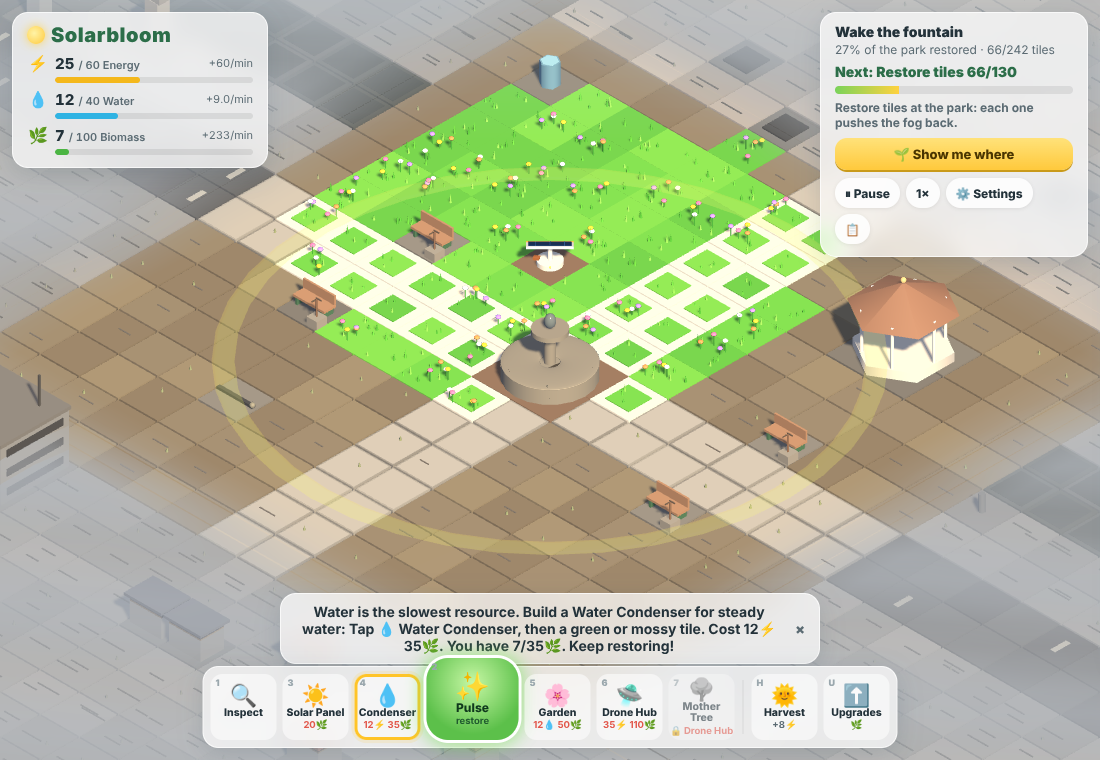 Solarbloom
⚡ 25 / 60 Energy +60/min
💧 12 / 40 Water +9.0/min
🌿 7 / 100 Biomass +233/min
Wake the fountain
27% of the park restored · 66/242 tiles
Next: Restore tiles 66/130
Restore tiles at the park: each one
pushes the fog back.
🌱 Show me where
⏸ Pause
1×
⚙️ Settings
📋
Water is the slowest resource. Build a Water Condenser for steady
water: Tap 💧 Water Condenser, then a green or mossy tile. Cost 12⚡
35🌿. You have 7/35🌿. Keep restoring!
×
1
Inspect
3
Solar Panel
20🌿
4
Condenser
12⚡ 35🌿
Pulse
restore
5
Garden
12💧 50🌿
6
Drone Hub
35⚡ 110🌿
7
Mother
Tree
🔒 Drone Hub
H
Harvest
+8⚡
U
Upgrades
🌿